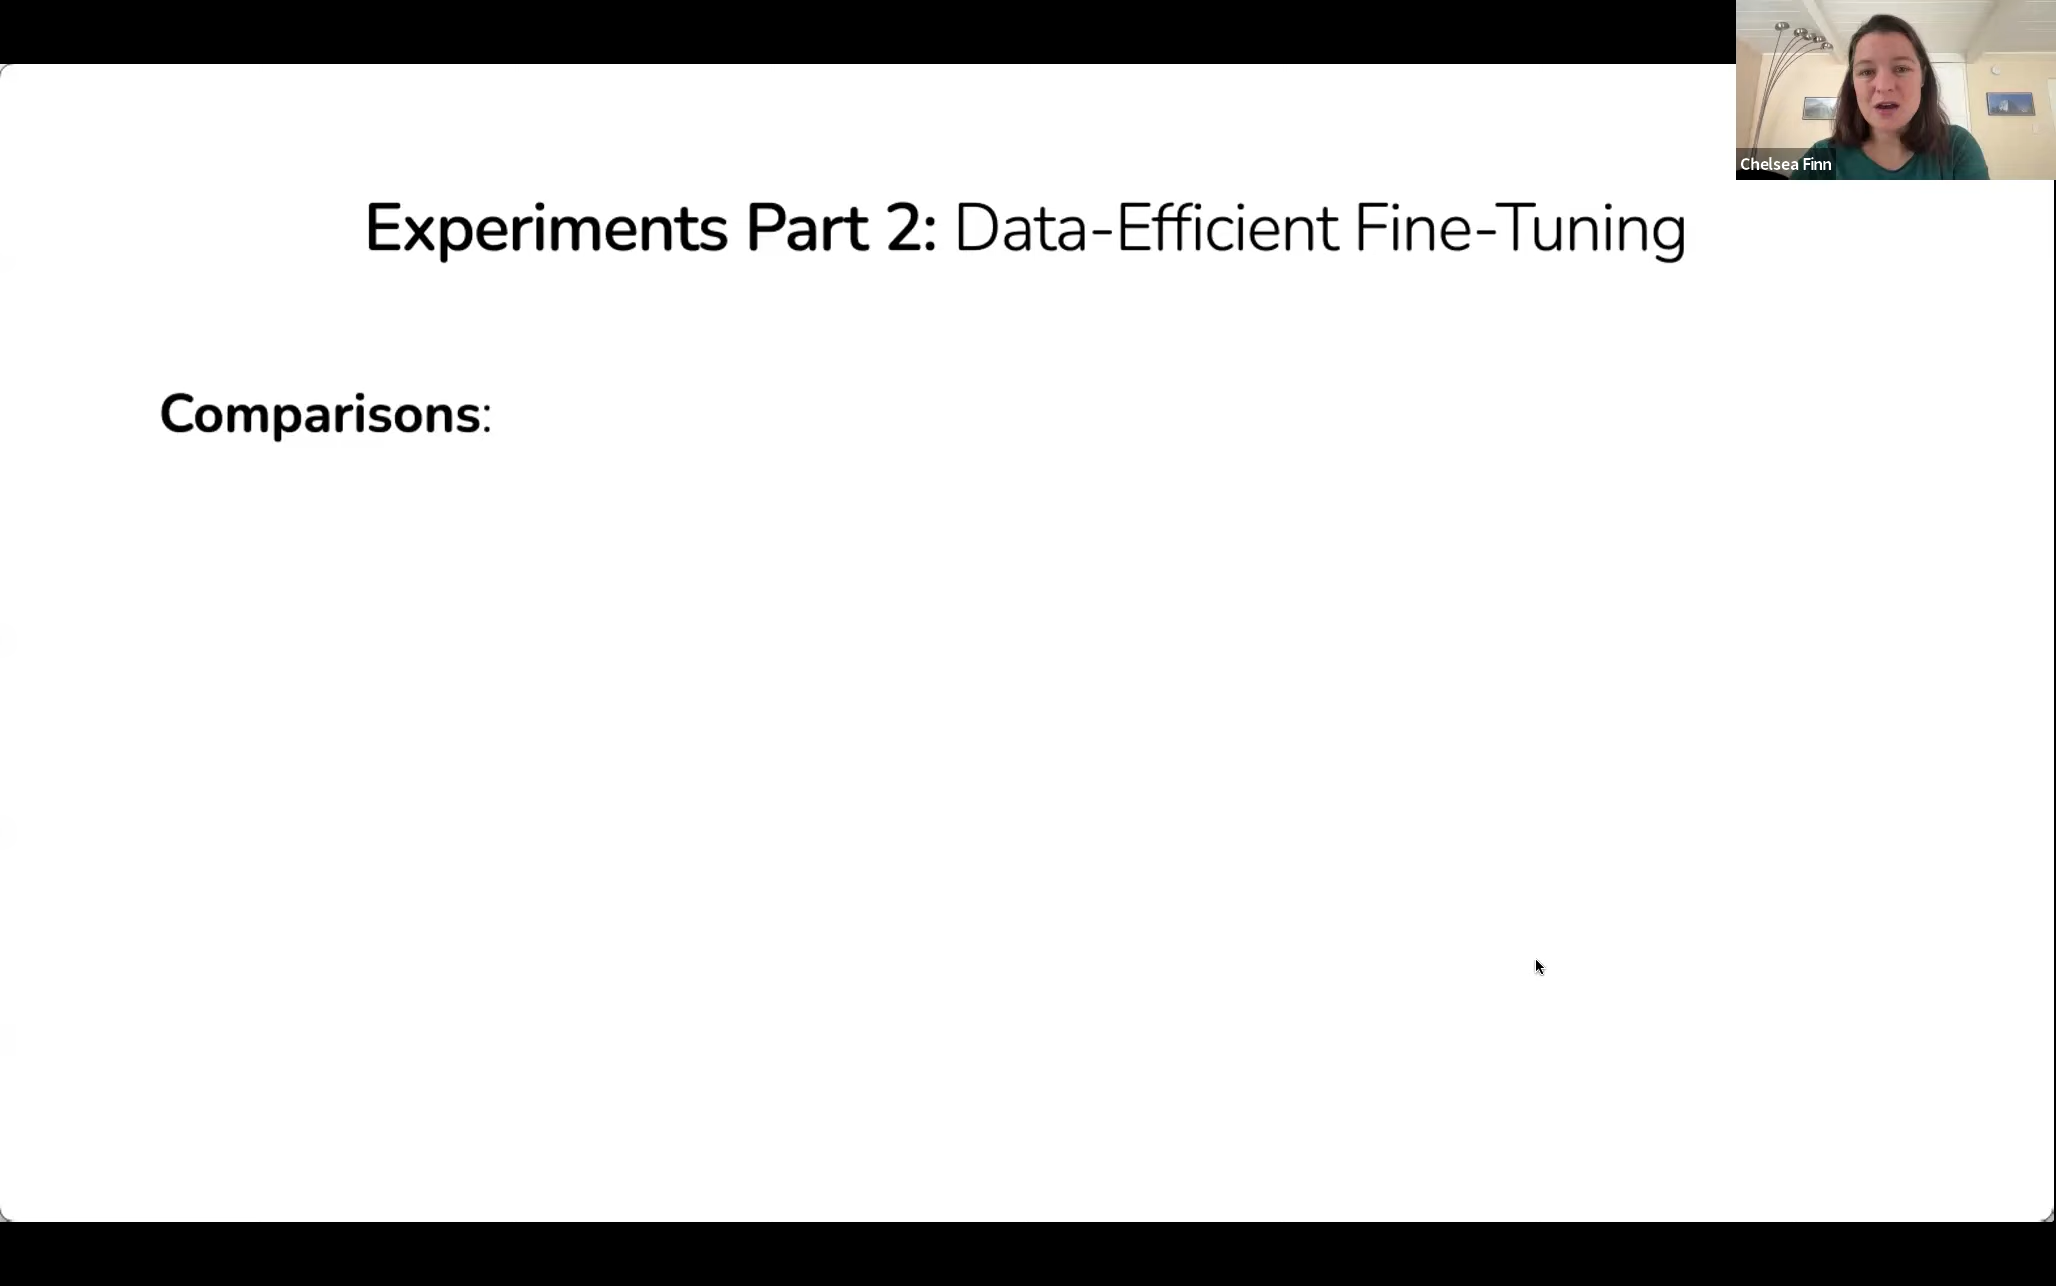 Chelsea Finn
Experiments Part 2: Data-Efficient Fine-Tuning
Comparisons: